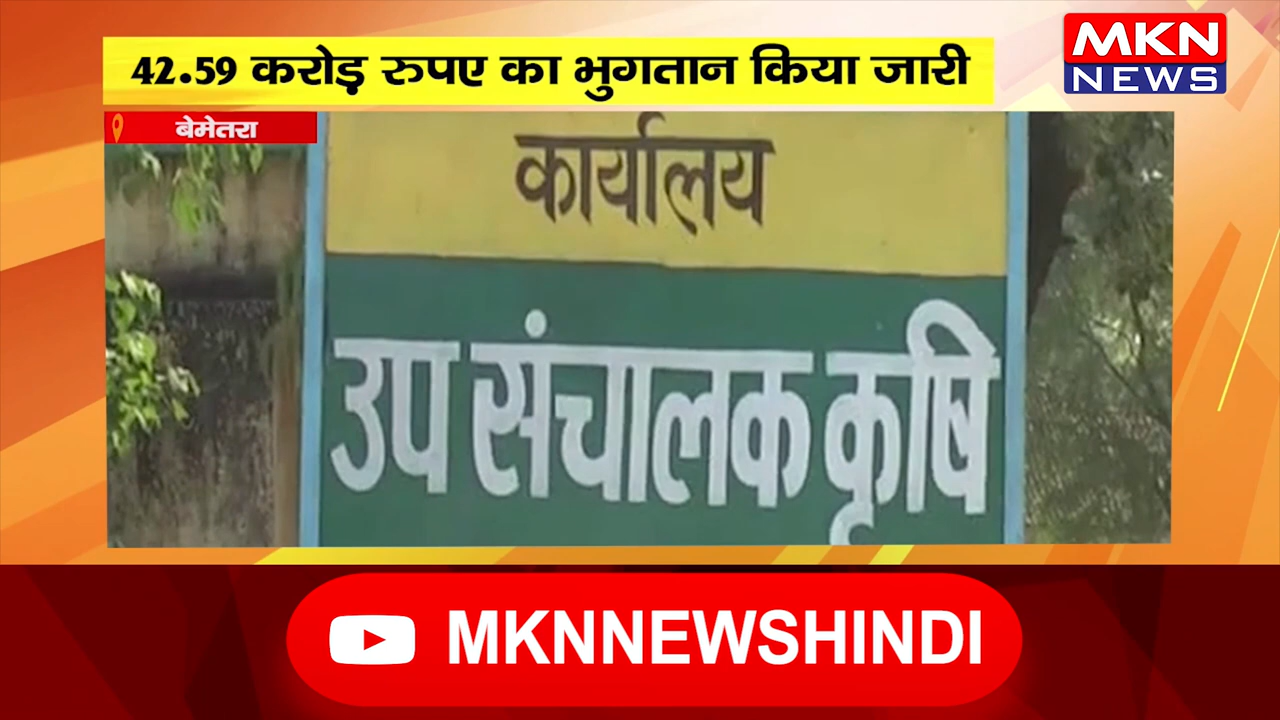 42.59 करोड़ रुपए का भुगतान किया जारी
MKN
NEWS
बेमेतरा
कार्यालय
उप संचालक कृषि
MKNNEWSHINDI